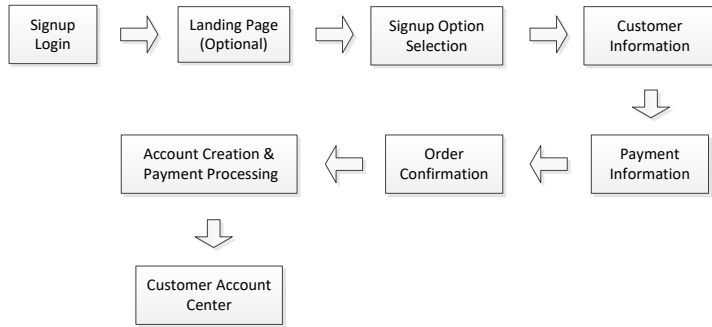 Signup
Login
Landing Page
(Optional)
Signup Option
Selection
Customer
Information
Payment
Information
Order
Confirmation
Account Creation &
Payment Processing
Customer Account
Center